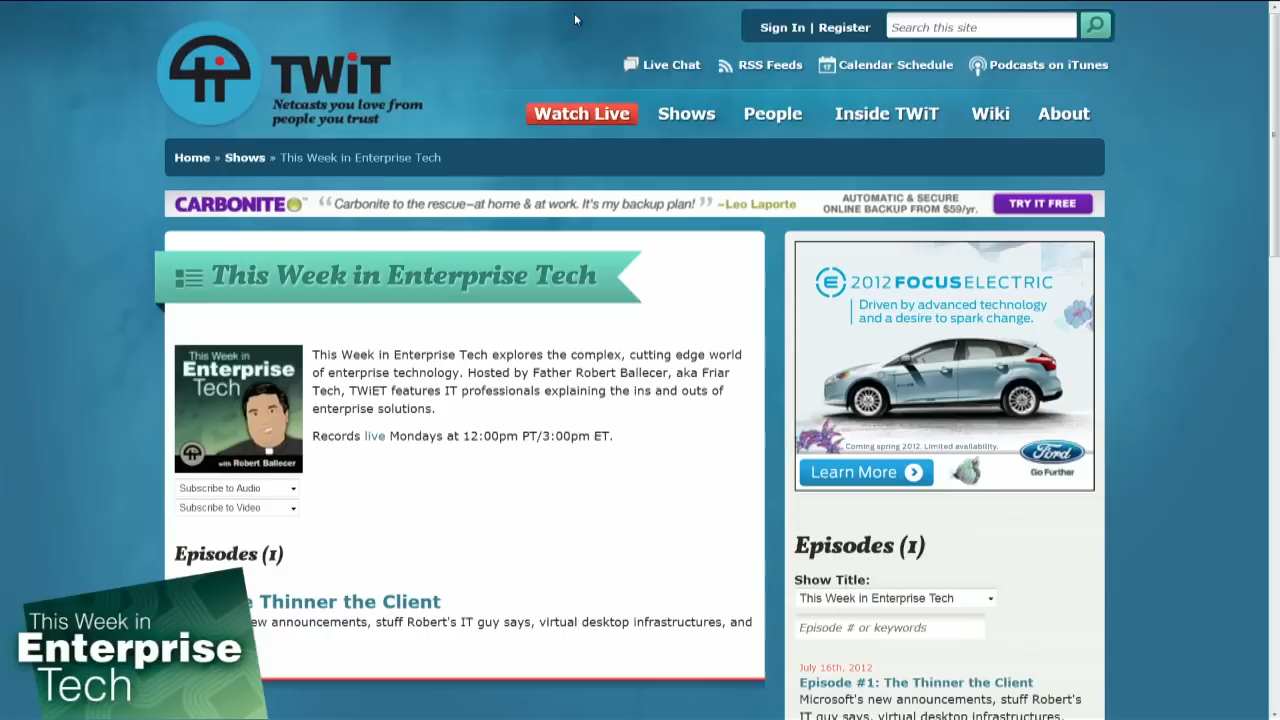 Sign In | Register
Search this site
TWiT
Netcasts you love from
people you trust
Live Chat
RSS Feeds
17
Calendar Schedule
Podcasts on iTunes
Watch Live
Shows
People
Inside TWiT
Wiki
About
Home » Shows » This Week in Enterprise Tech
CARBONITE
“Carbonite to the rescue—at home & at work. It's my backup plan!” –Leo Laporte
AUTOMATIC & SECURE
ONLINE BACKUP FROM $59/yr.
TRY IT FREE
This Week in Enterprise Tech
This Week in
Enterprise
Tech
with Robert Ballecer
This Week in Enterprise Tech explores the complex, cutting edge world
of enterprise technology. Hosted by Father Robert Ballecer, aka Friar
Tech, TWiET features IT professionals explaining the ins and outs of
enterprise solutions.
Records live Mondays at 12:00pm PT/3:00pm ET.
Subscribe to Audio
Subscribe to Video
Episodes (1)
e Thinner the Client
ew announcements, stuff Robert's IT guy says, virtual desktop infrastructures, and
This Week in
Enterprise
Tech
2012 FOCUS ELECTRIC
Driven by advanced technology
and a desire to spark change.
Coming spring 2012. Limited availability.
Learn More
Ford
Go Further
Episodes (1)
Show Title:
This Week in Enterprise Tech
Episode # or keywords
July 16th, 2012
Episode #1: The Thinner the Client
Microsoft's new announcements, stuff Robert's
IT guy says, virtual desktop infrastructures,